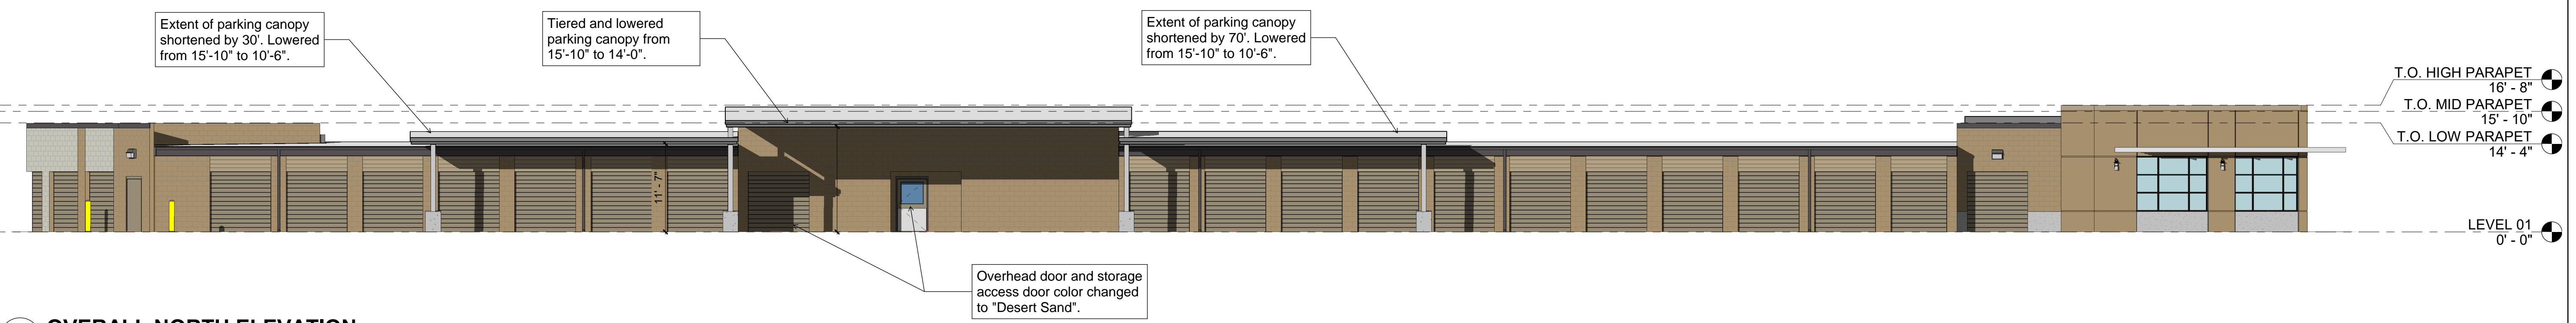 Extent of parking canopy
shortened by 30'. Lowered
from 15'-10" to 10'-6".
Tiered and lowered
parking canopy from
15'-10" to 14'-0".
Extent of parking canopy
shortened by 70'. Lowered
from 15'-10" to 10'-6".
T.O. HIGH PARAPET
16' - 8"
T.O. MID PARAPET
15' - 10"
T.O. LOW PARAPET
14' - 4"
11' - 7"
LEVEL 01
0' - 0"
Overhead door and storage
access door color changed
to "Desert Sand".
OVERALL NORTH ELEVATION